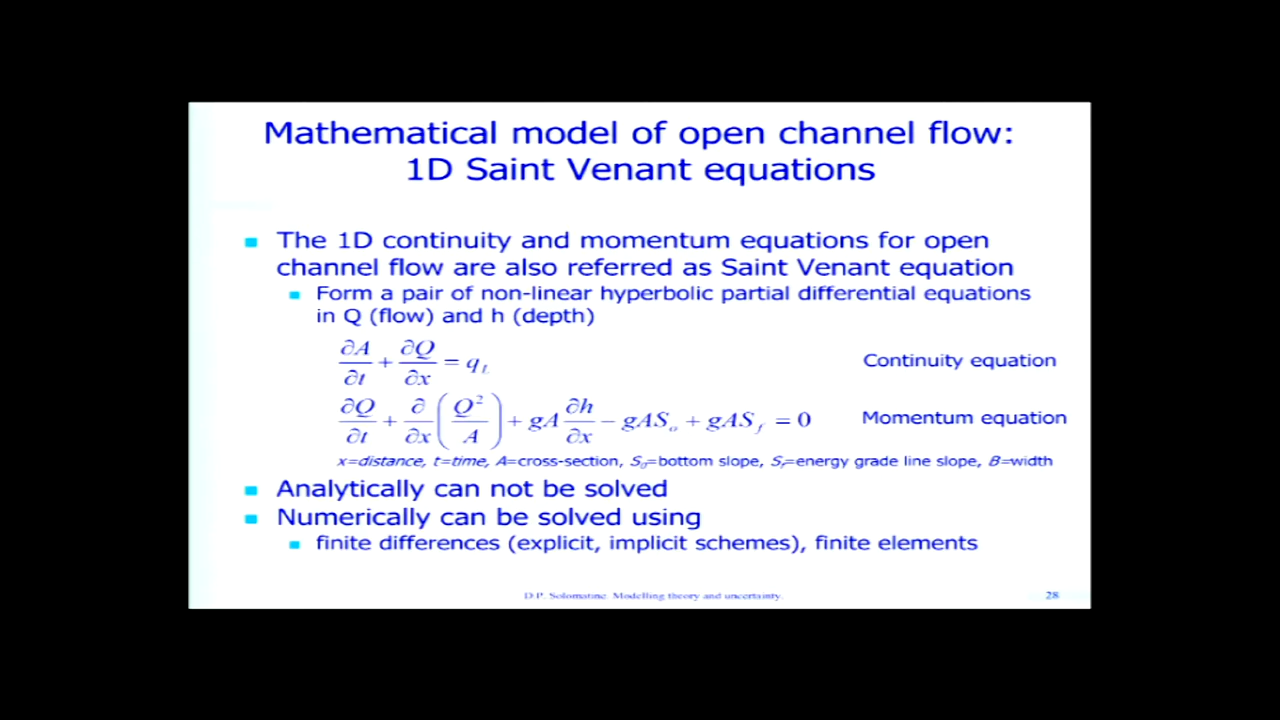 Mathematical model of open channel flow:
1D Saint Venant equations
The 1D continuity and momentum equations for open
channel flow are also referred as Saint Venant equation
Form a pair of non-linear hyperbolic partial differential equations
in Q (flow) and h (depth)
∂A/∂t + ∂Q/∂x = q_L Continuity equation
∂Q/∂t + ∂/∂x (Q²/A) + gA ∂h/∂x − gAS_o + gAS_f = 0 Momentum equation
x=distance, t=time, A=cross-section, S_0=bottom slope, S_f=energy grade line slope, B=width
Analytically can not be solved
Numerically can be solved using
finite differences (explicit, implicit schemes), finite elements
D.P. Solomatine. Modelling theory and uncertainty. 28